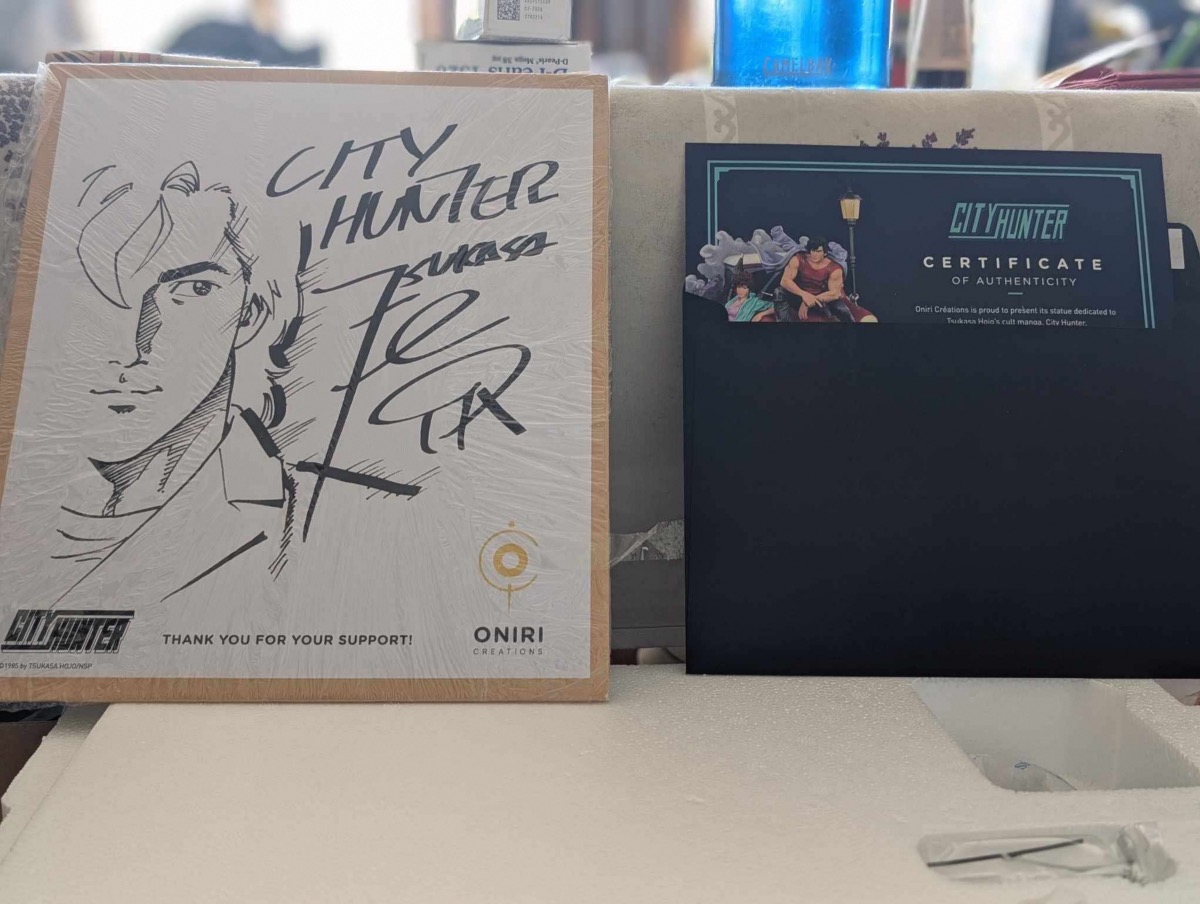 CITY
HUNTER
TSUKASA
CITY HUNTER
THANK YOU FOR YOUR SUPPORT!
ONIRI
CREATIONS
©1985 by TSUKASA HOJO/NSP
CITY HUNTER
CERTIFICATE
OF AUTHENTICITY
Oniri Créations is proud to present its statue dedicated to
Tsukasa Hojo's cult manga, City Hunter.